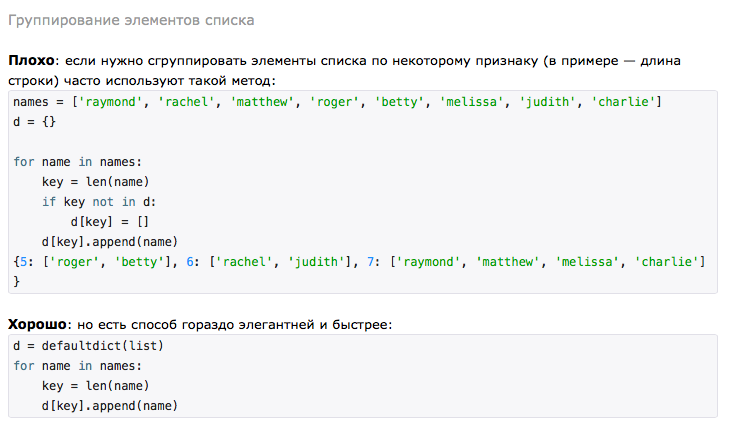 Группирование элементов списка
Плохо: если нужно сгруппировать элементы списка по некоторому признаку (в примере — длина
строки) часто используют такой метод:
names = ['raymond', 'rachel', 'matthew', 'roger', 'betty', 'melissa', 'judith', 'charlie']
d = {}
for name in names:
    key = len(name)
    if key not in d:
        d[key] = []
    d[key].append(name)
{5: ['roger', 'betty'], 6: ['rachel', 'judith'], 7: ['raymond', 'matthew', 'melissa', 'charlie']
}
Хорошо: но есть способ гораздо элегантней и быстрее:
d = defaultdict(list)
for name in names:
    key = len(name)
    d[key].append(name)